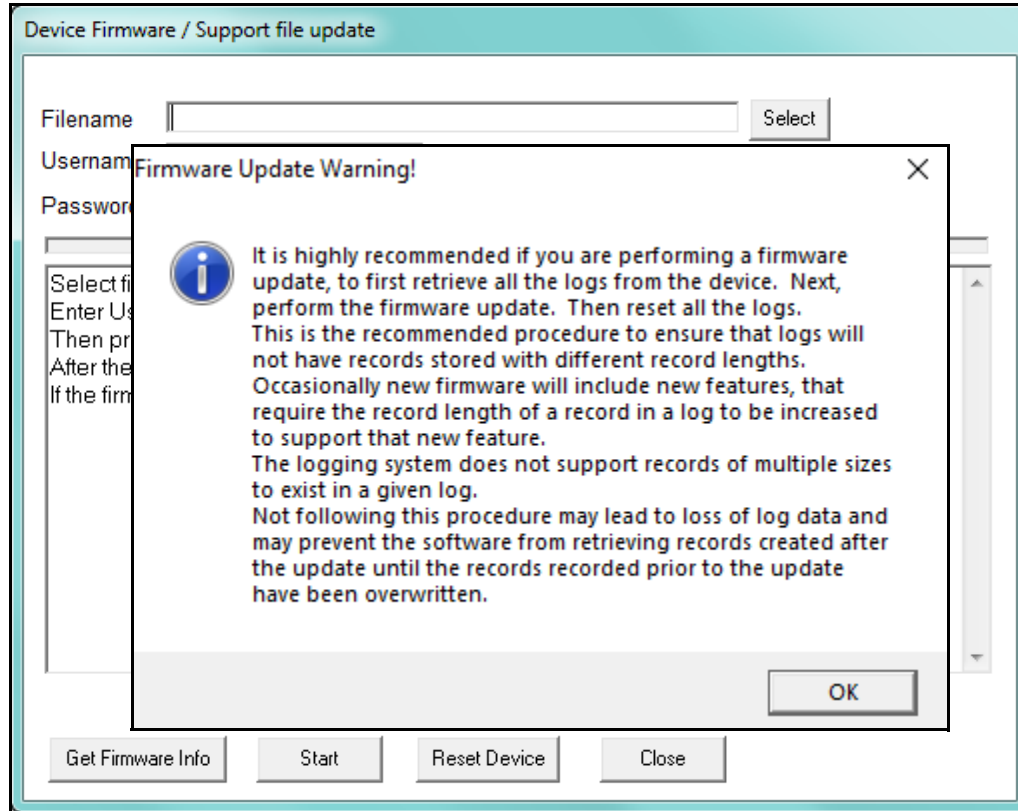 Device Firmware / Support file update
Filename
Select
Usernam
Firmware Update Warning!
Password
It is highly recommended if you are performing a firmware
update, to first retrieve all the logs from the device.  Next,
perform the firmware update.  Then reset all the logs.
This is the recommended procedure to ensure that logs will
not have records stored with different record lengths.
Occasionally new firmware will include new features, that
require the record length of a record in a log to be increased
to support that new feature.
The logging system does not support records of multiple sizes
to exist in a given log.
Not following this procedure may lead to loss of log data and
may prevent the software from retrieving records created after
the update until the records recorded prior to the update
have been overwritten.
Select fi
Enter Us
Then pr
After the
If the firm
OK
Get Firmware Info
Start
Reset Device
Close